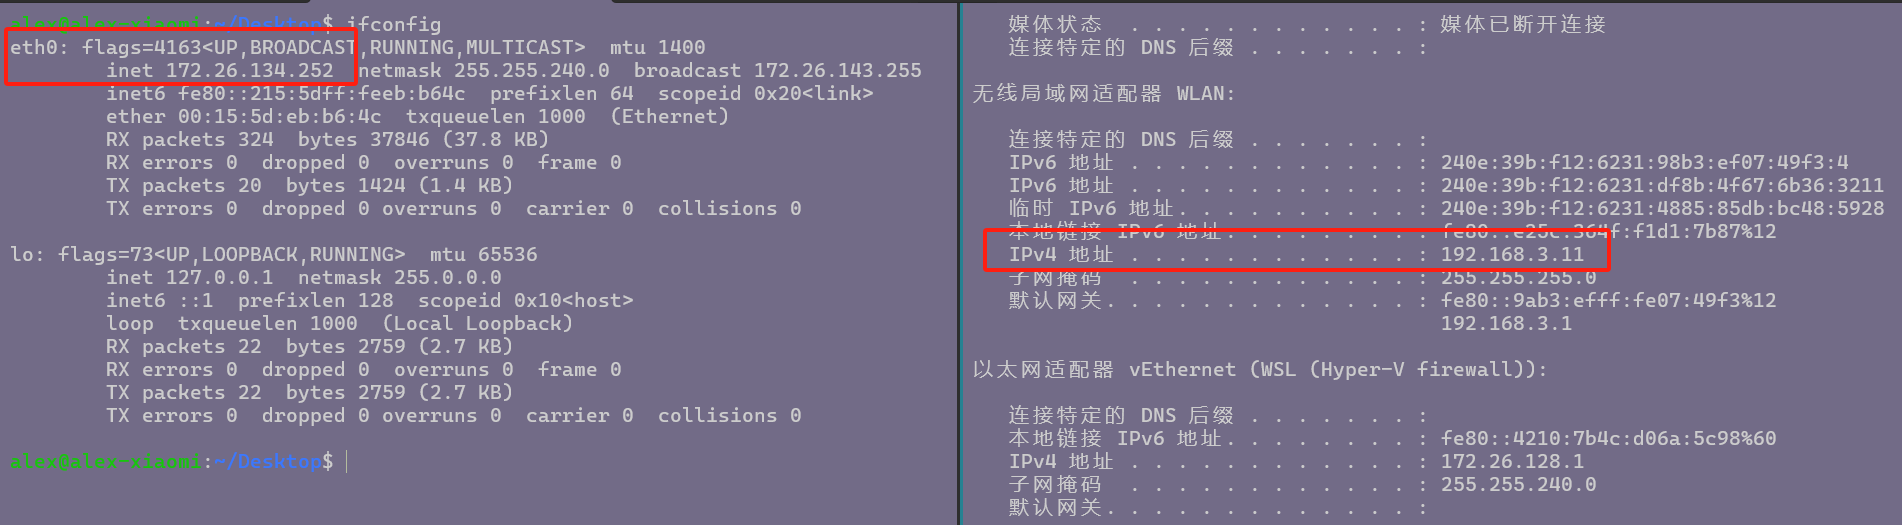 alex@alex-xiaomi:~/Desktop$ ifconfig
eth0: flags=4163<UP,BROADCAST,RUNNING,MULTICAST>  mtu 1400
        inet 172.26.134.252  netmask 255.255.240.0  broadcast 172.26.143.255
        inet6 fe80::215:5dff:feeb:b64c  prefixlen 64  scopeid 0x20<link>
        ether 00:15:5d:eb:b6:4c  txqueuelen 1000  (Ethernet)
        RX packets 324  bytes 37846 (37.8 KB)
        RX errors 0  dropped 0  overruns 0  frame 0
        TX packets 20  bytes 1424 (1.4 KB)
        TX errors 0  dropped 0 overruns 0  carrier 0  collisions 0

lo: flags=73<UP,LOOPBACK,RUNNING>  mtu 65536
        inet 127.0.0.1  netmask 255.0.0.0
        inet6 ::1  prefixlen 128  scopeid 0x10<host>
        loop  txqueuelen 1000  (Local Loopback)
        RX packets 22  bytes 2759 (2.7 KB)
        RX errors 0  dropped 0  overruns 0  frame 0
        TX packets 22  bytes 2759 (2.7 KB)
        TX errors 0  dropped 0 overruns 0  carrier 0  collisions 0

alex@alex-xiaomi:~/Desktop$
   媒体状态  . . . . . . . . . . . . : 媒体已断开连接
   连接特定的 DNS 后缀 . . . . . . . :

无线局域网适配器 WLAN:

   连接特定的 DNS 后缀 . . . . . . . :
   IPv6 地址 . . . . . . . . . . . . : 240e:39b:f12:6231:98b3:ef07:49f3:4
   IPv6 地址 . . . . . . . . . . . . : 240e:39b:f12:6231:df8b:4f67:6b36:3211
   临时 IPv6 地址. . . . . . . . . . : 240e:39b:f12:6231:4885:85db:bc48:5928
   本地链接 IPv6 地址. . . . . . . . : fe80::e25c:364f:f1d1:7b87%12
   IPv4 地址 . . . . . . . . . . . . : 192.168.3.11
   子网掩码  . . . . . . . . . . . . : 255.255.255.0
   默认网关. . . . . . . . . . . . . : fe80::9ab3:efff:fe07:49f3%12
                                       192.168.3.1

以太网适配器 vEthernet (WSL (Hyper-V firewall)):

   连接特定的 DNS 后缀 . . . . . . . :
   本地链接 IPv6 地址. . . . . . . . : fe80::4210:7b4c:d06a:5c98%60
   IPv4 地址 . . . . . . . . . . . . : 172.26.128.1
   子网掩码  . . . . . . . . . . . . : 255.255.240.0
   默认网关. . . . . . . . . . . . . :